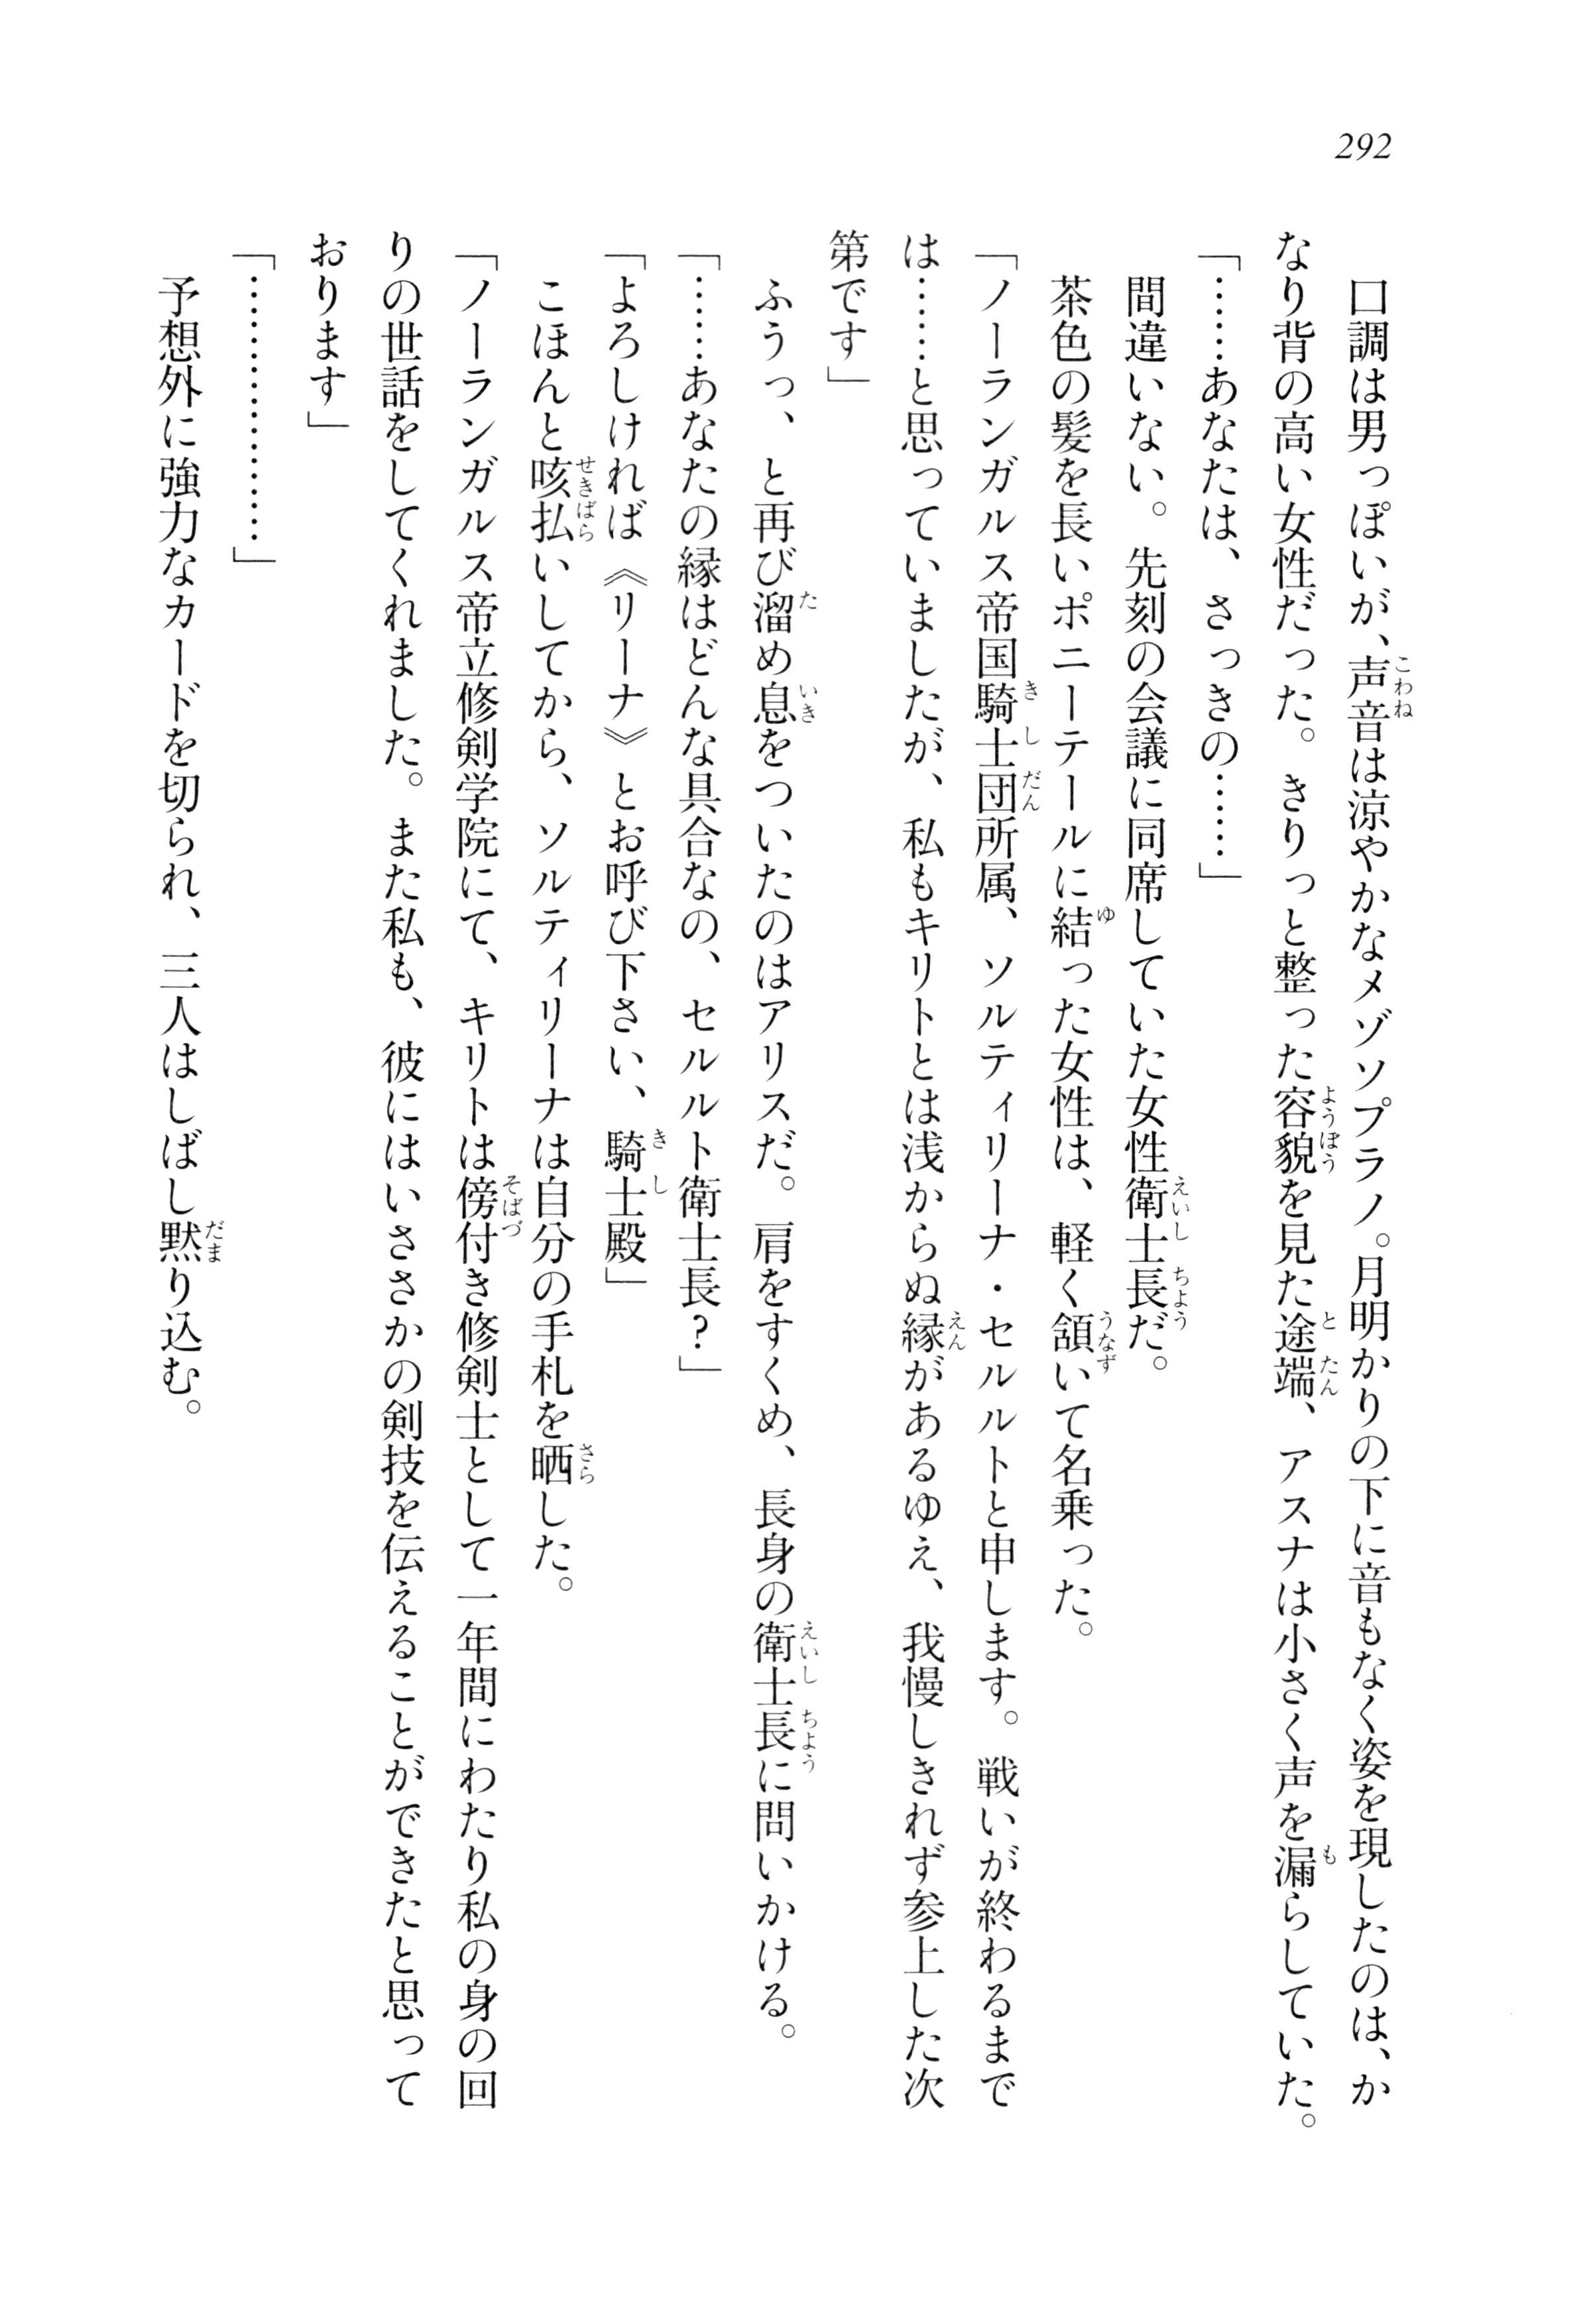 292
口調は男っぽいが、声音は涼やかなメゾソプラノ。月明かりの下に音もなく姿を現したのは、か
なり背の高い女性だった。きりっと整った容貌を見た途端、アスナは小さく声を漏らしていた。
「……あなたは、さっきの……」
間違いない。先刻の会議に同席していた女性衛士長だ。
茶色の髪を長いポニーテールに結った女性は、軽く頷いて名乗った。
「ノーランガルス帝国騎士団所属、ソルティリーナ・セルルトと申します。戦いが終わるまで
は……と思っていましたが、私もキリトとは浅からぬ縁があるゆえ、我慢しきれず参上した次
第です」
ふうっ、と再び溜め息をついたのはアリスだ。肩をすくめ、長身の衛士長に問いかける。
「……あなたの縁はどんな具合なの、セルルト衛士長?」
「よろしければ《リーナ》とお呼び下さい、騎士殿」
こほんと咳払いしてから、ソルティリーナは自分の手札を晒した。
「ノーランガルス帝立修剣学院にて、キリトは傍付き修剣士として一年間にわたり私の身の回
りの世話をしてくれました。また私も、彼にはいささかの剣技を伝えることができたと思って
おります」
「………………」
予想外に強力なカードを切られ、三人はしばし黙り込む。